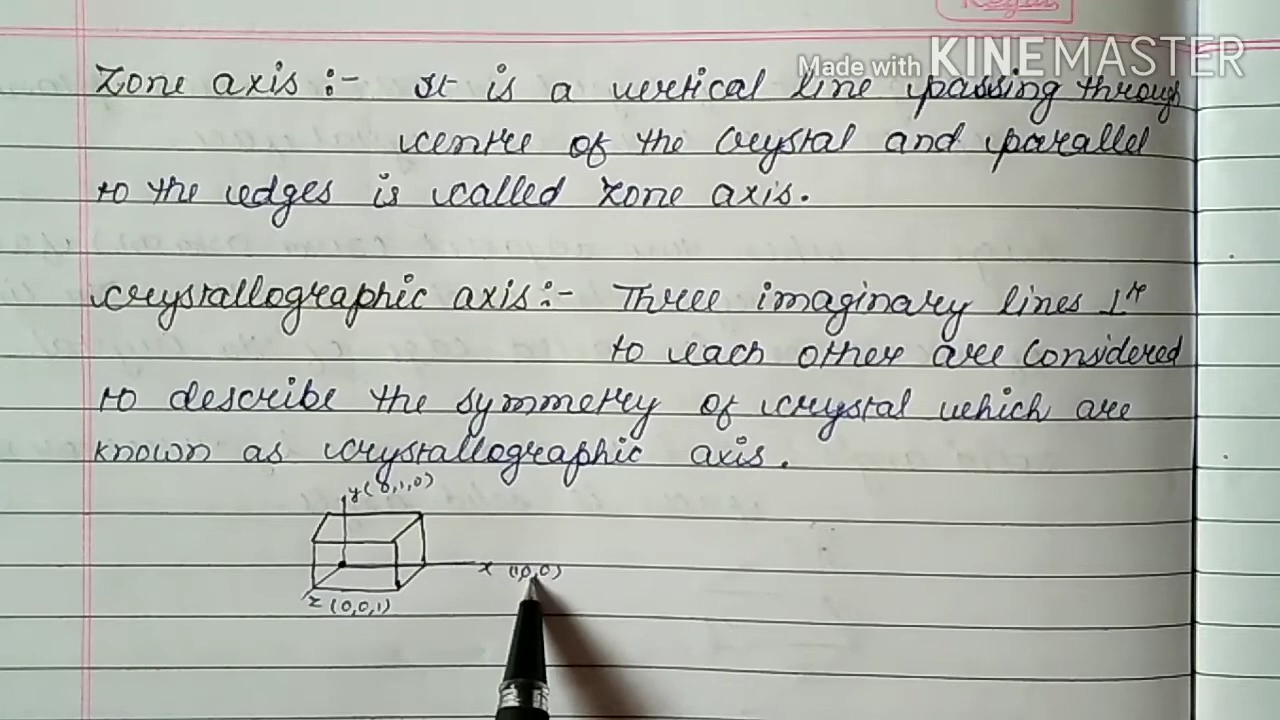 Regul
Made with KINEMASTER
Zone axis :- It is a vertical line passing through
centre of the crystal and parallel
to the edges is called zone axis.
crystallographic axis :- Three imaginary lines ⊥r
to each other are considered
to describe the symmetry of crystal which are
known as crystallographic axis.
y(0,1,0)
x (1,0,0)
z (0,0,1)